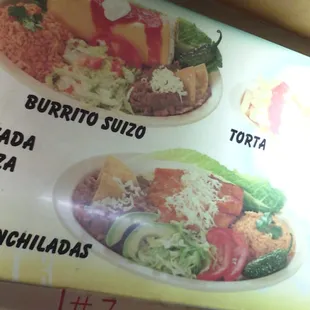 BURRITO SUIZO
TORTA
ADA
ZA
NCHILADAS